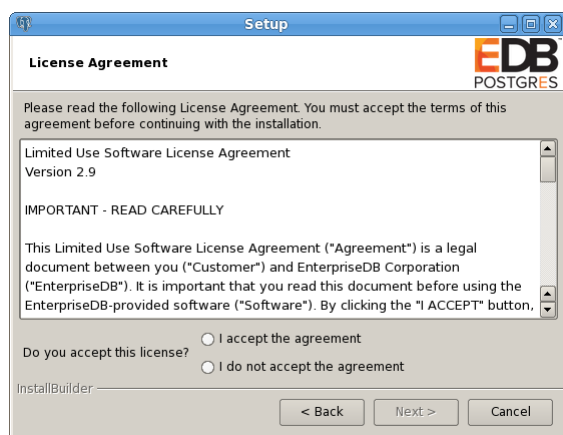 Setup
License Agreement
EDB
POSTGRES
Please read the following License Agreement. You must accept the terms of this
agreement before continuing with the installation.
Limited Use Software License Agreement
Version 2.9
IMPORTANT - READ CAREFULLY
This Limited Use Software License Agreement ("Agreement") is a legal
document between you ("Customer") and EnterpriseDB Corporation
("EnterpriseDB"). It is important that you read this document before using the
EnterpriseDB-provided software ("Software"). By clicking the "I ACCEPT" button,
Do you accept this license?
I accept the agreement
I do not accept the agreement
InstallBuilder
< Back
Next >
Cancel